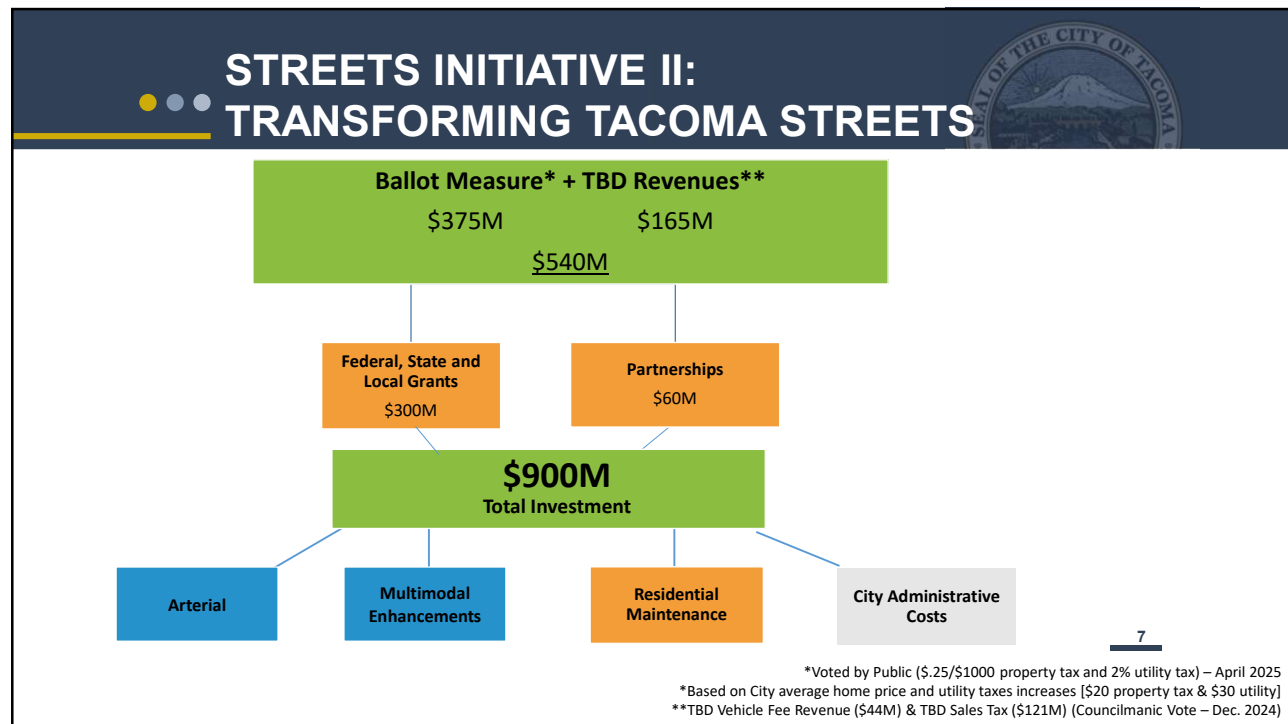 STREETS INITIATIVE II:
TRANSFORMING TACOMA STREETS
SEAL OF THE CITY OF TACOMA
Ballot Measure* + TBD Revenues**
$375M $165M
$540M
Federal, State and
Local Grants
$300M
Partnerships
$60M
$900M
Total Investment
Arterial
Multimodal
Enhancements
Residential
Maintenance
City Administrative
Costs
7
*Voted by Public ($.25/$1000 property tax and 2% utility tax) – April 2025
*Based on City average home price and utility taxes increases [$20 property tax & $30 utility]
**TBD Vehicle Fee Revenue ($44M) & TBD Sales Tax ($121M) (Councilmanic Vote – Dec. 2024)